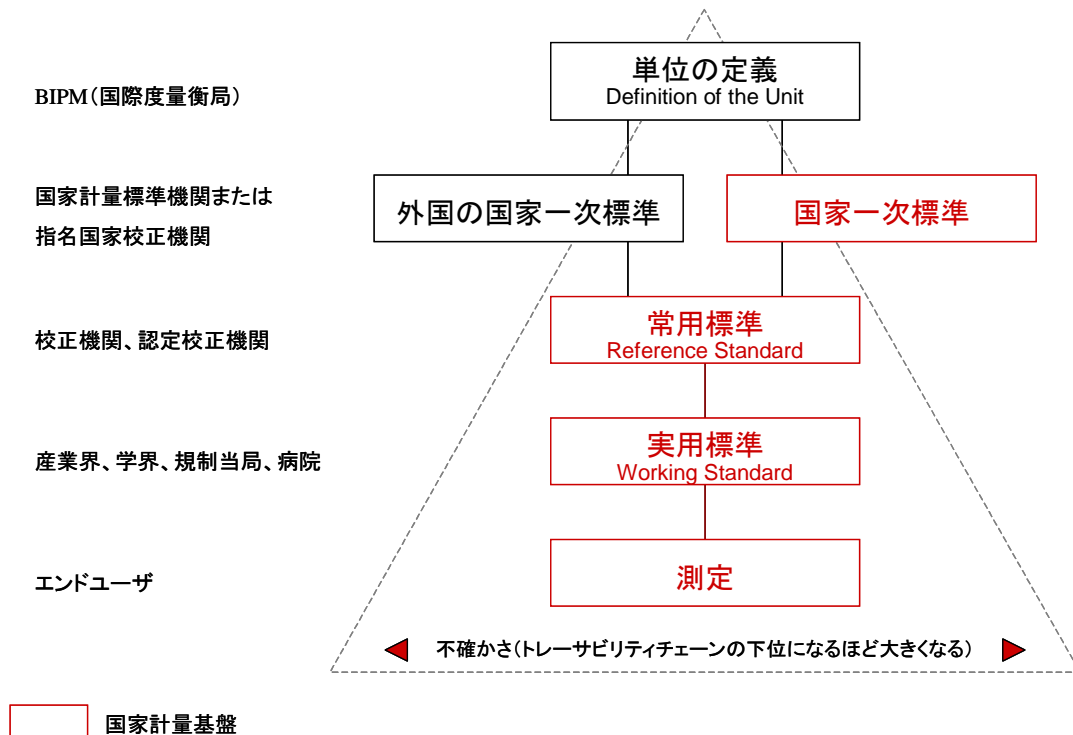 単位の定義
Definition of the Unit
BIPM(国際度量衡局)
国家計量標準機関または
指名国家校正機関
外国の国家一次標準
国家一次標準
校正機関、認定校正機関
常用標準
Reference Standard
産業界、学界、規制当局、病院
実用標準
Working Standard
エンドユーザ
測定
不確かさ(トレーサビリティチェーンの下位になるほど大きくなる)
国家計量基盤